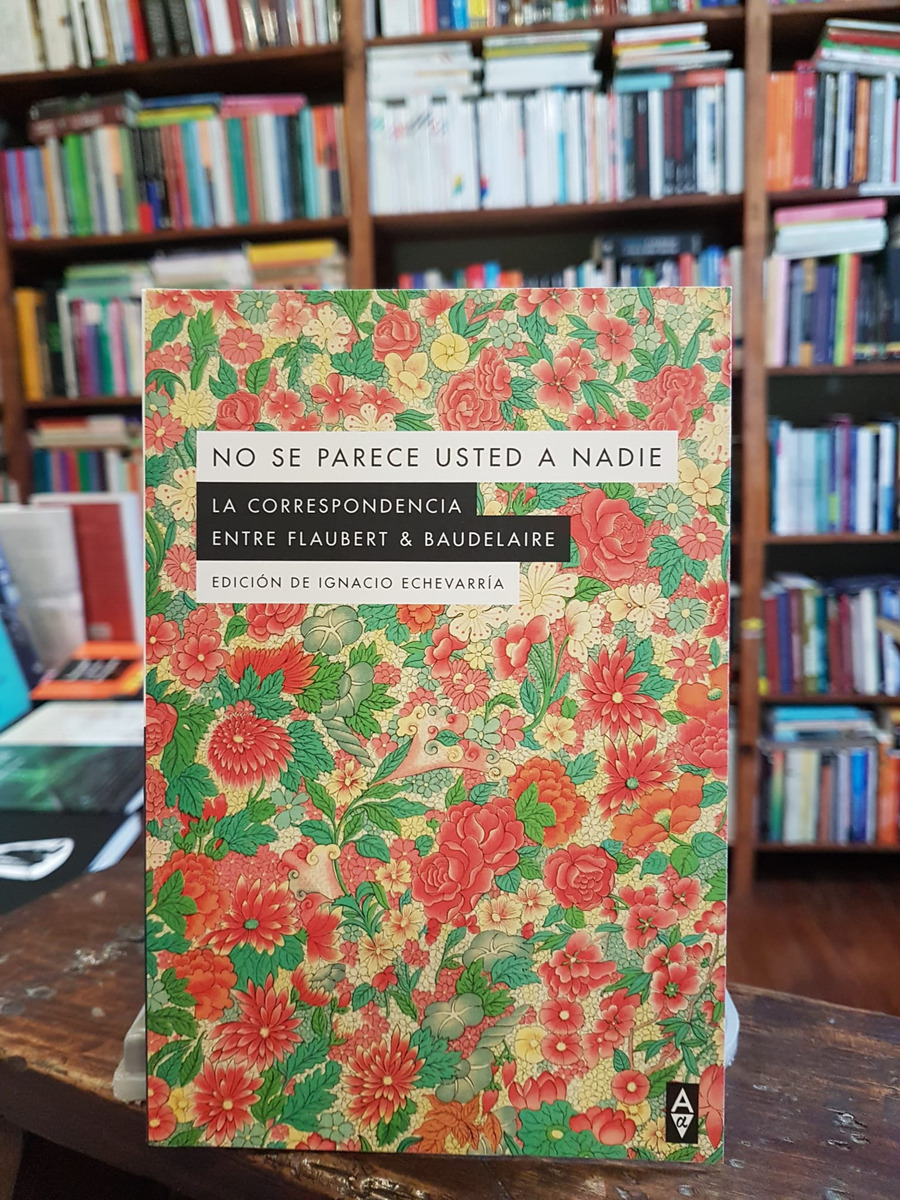 NO SE PARECE USTED A NADIE
LA CORRESPONDENCIA
ENTRE FLAUBERT & BAUDELAIRE
EDICIÓN DE IGNACIO ECHEVARRÍA
A
α